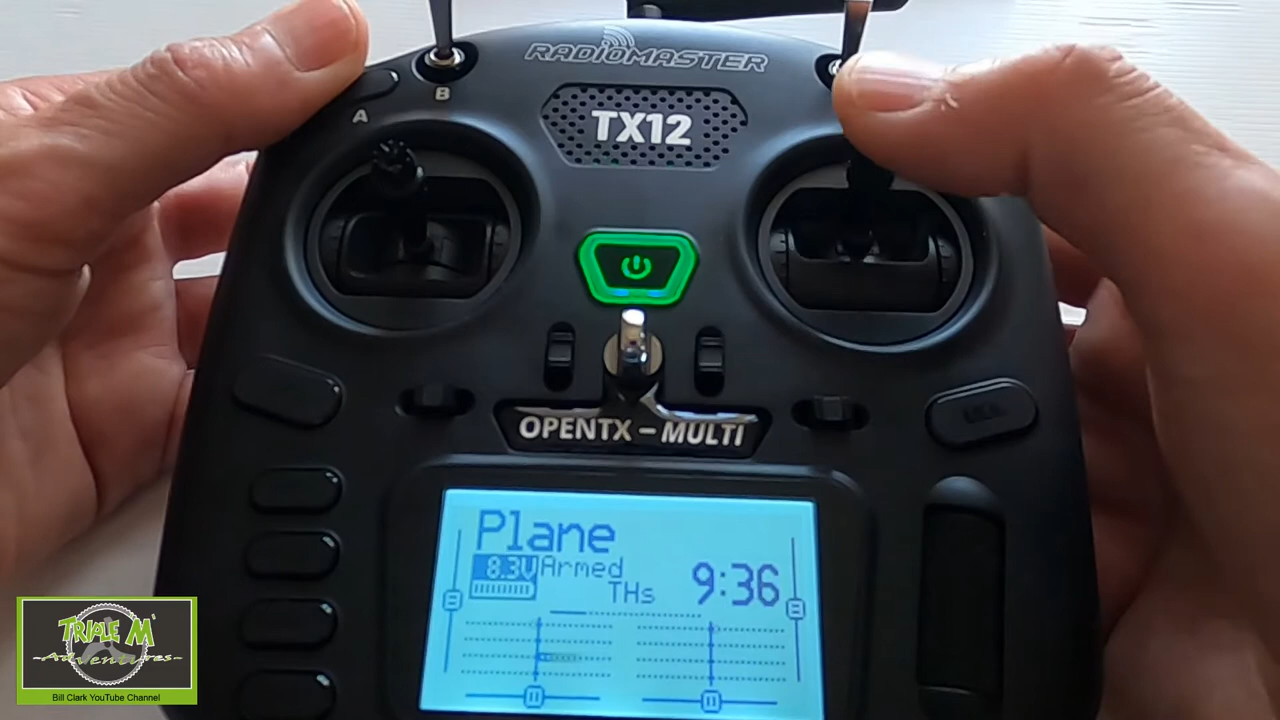 RADIOMASTER
TX12
B
A
OPENTX – MULTI
Plane
8.3V Armed
THs
9:36
TRIPLE M
-Adventures-
Bill Clark YouTube Channel